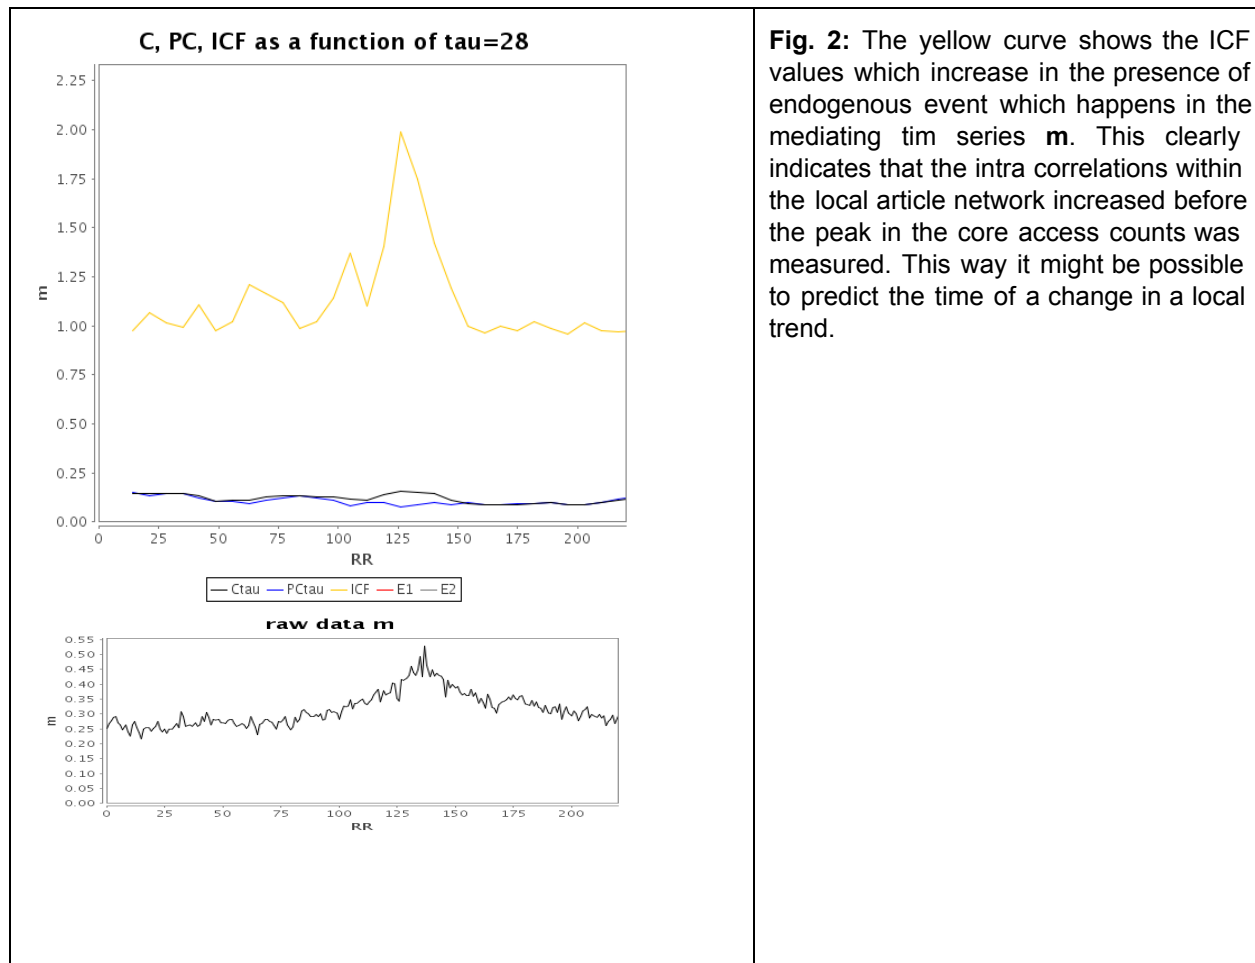 C, PC, ICF as a function of tau=28
2.25
2.00
1.75
1.50
1.25
1.00
0.75
0.50
0.25
0.00
m
0 25 50 75 100 125 150 175 200
RR
Ctau PCtau ICF E1 E2
raw data m
0.55
0.50
0.45
0.40
0.35
0.30
0.25
0.20
0.15
0.10
0.05
0.00
m
0 25 50 75 100 125 150 175 200
RR
Fig. 2: The yellow curve shows the ICF
values which increase in the presence of
endogenous event which happens in the
mediating tim series m. This clearly
indicates that the intra correlations within
the local article network increased before
the peak in the core access counts was
measured. This way it might be possible
to predict the time of a change in a local
trend.